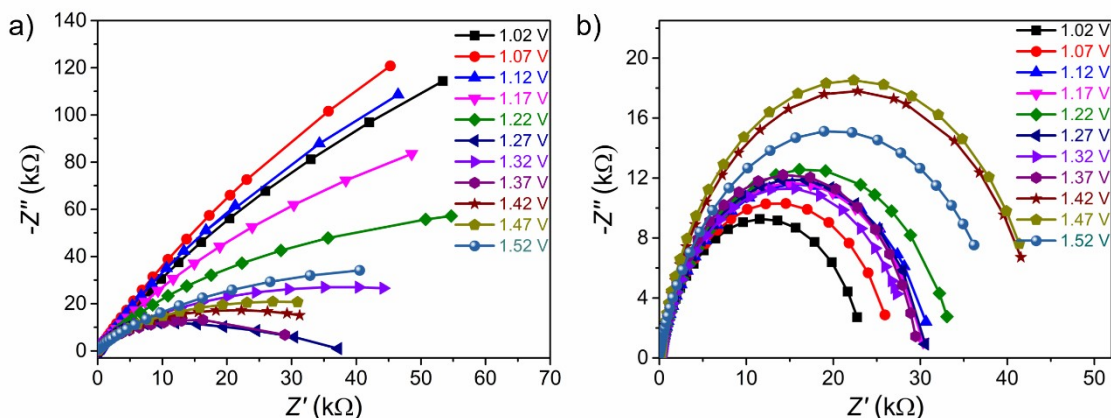 a)
140
120
100
80
60
40
20
0
-Z″ (kΩ)
0 10 20 30 40 50 60 70
Z′ (kΩ)
1.02 V
1.07 V
1.12 V
1.17 V
1.22 V
1.27 V
1.32 V
1.37 V
1.42 V
1.47 V
1.52 V
b)
24
20
16
12
8
4
0
-Z″ (kΩ)
0 10 20 30 40 50
Z′ (kΩ)
1.02 V
1.07 V
1.12 V
1.17 V
1.22 V
1.27 V
1.32 V
1.37 V
1.42 V
1.47 V
1.52 V